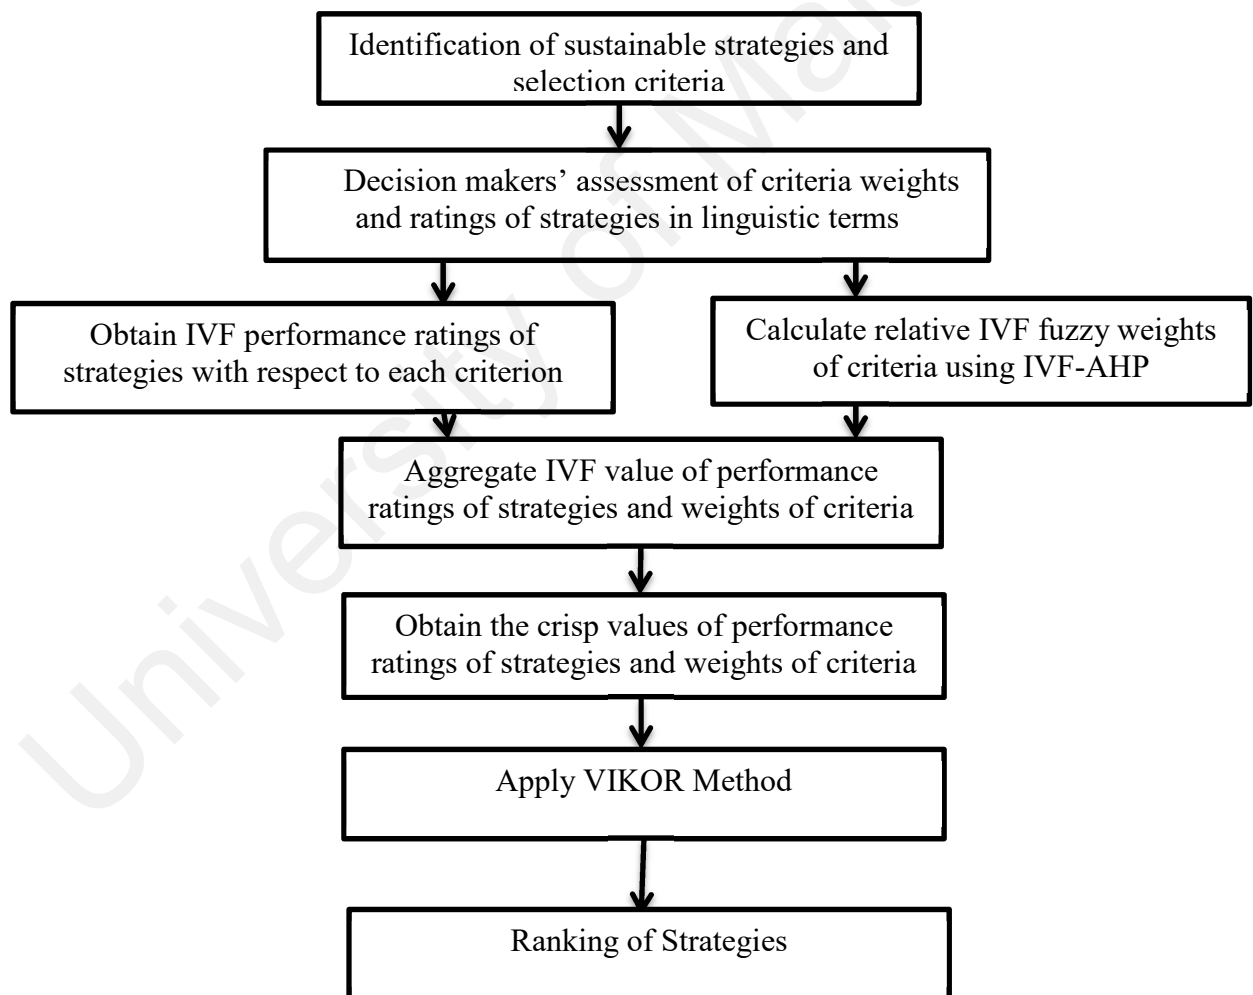 Identification of sustainable strategies and
selection criteria
Decision makers’ assessment of criteria weights
and ratings of strategies in linguistic terms
Obtain IVF performance ratings of
strategies with respect to each criterion
Calculate relative IVF fuzzy weights
of criteria using IVF-AHP
Aggregate IVF value of performance
ratings of strategies and weights of criteria
Obtain the crisp values of performance
ratings of strategies and weights of criteria
Apply VIKOR Method
Ranking of Strategies
University of